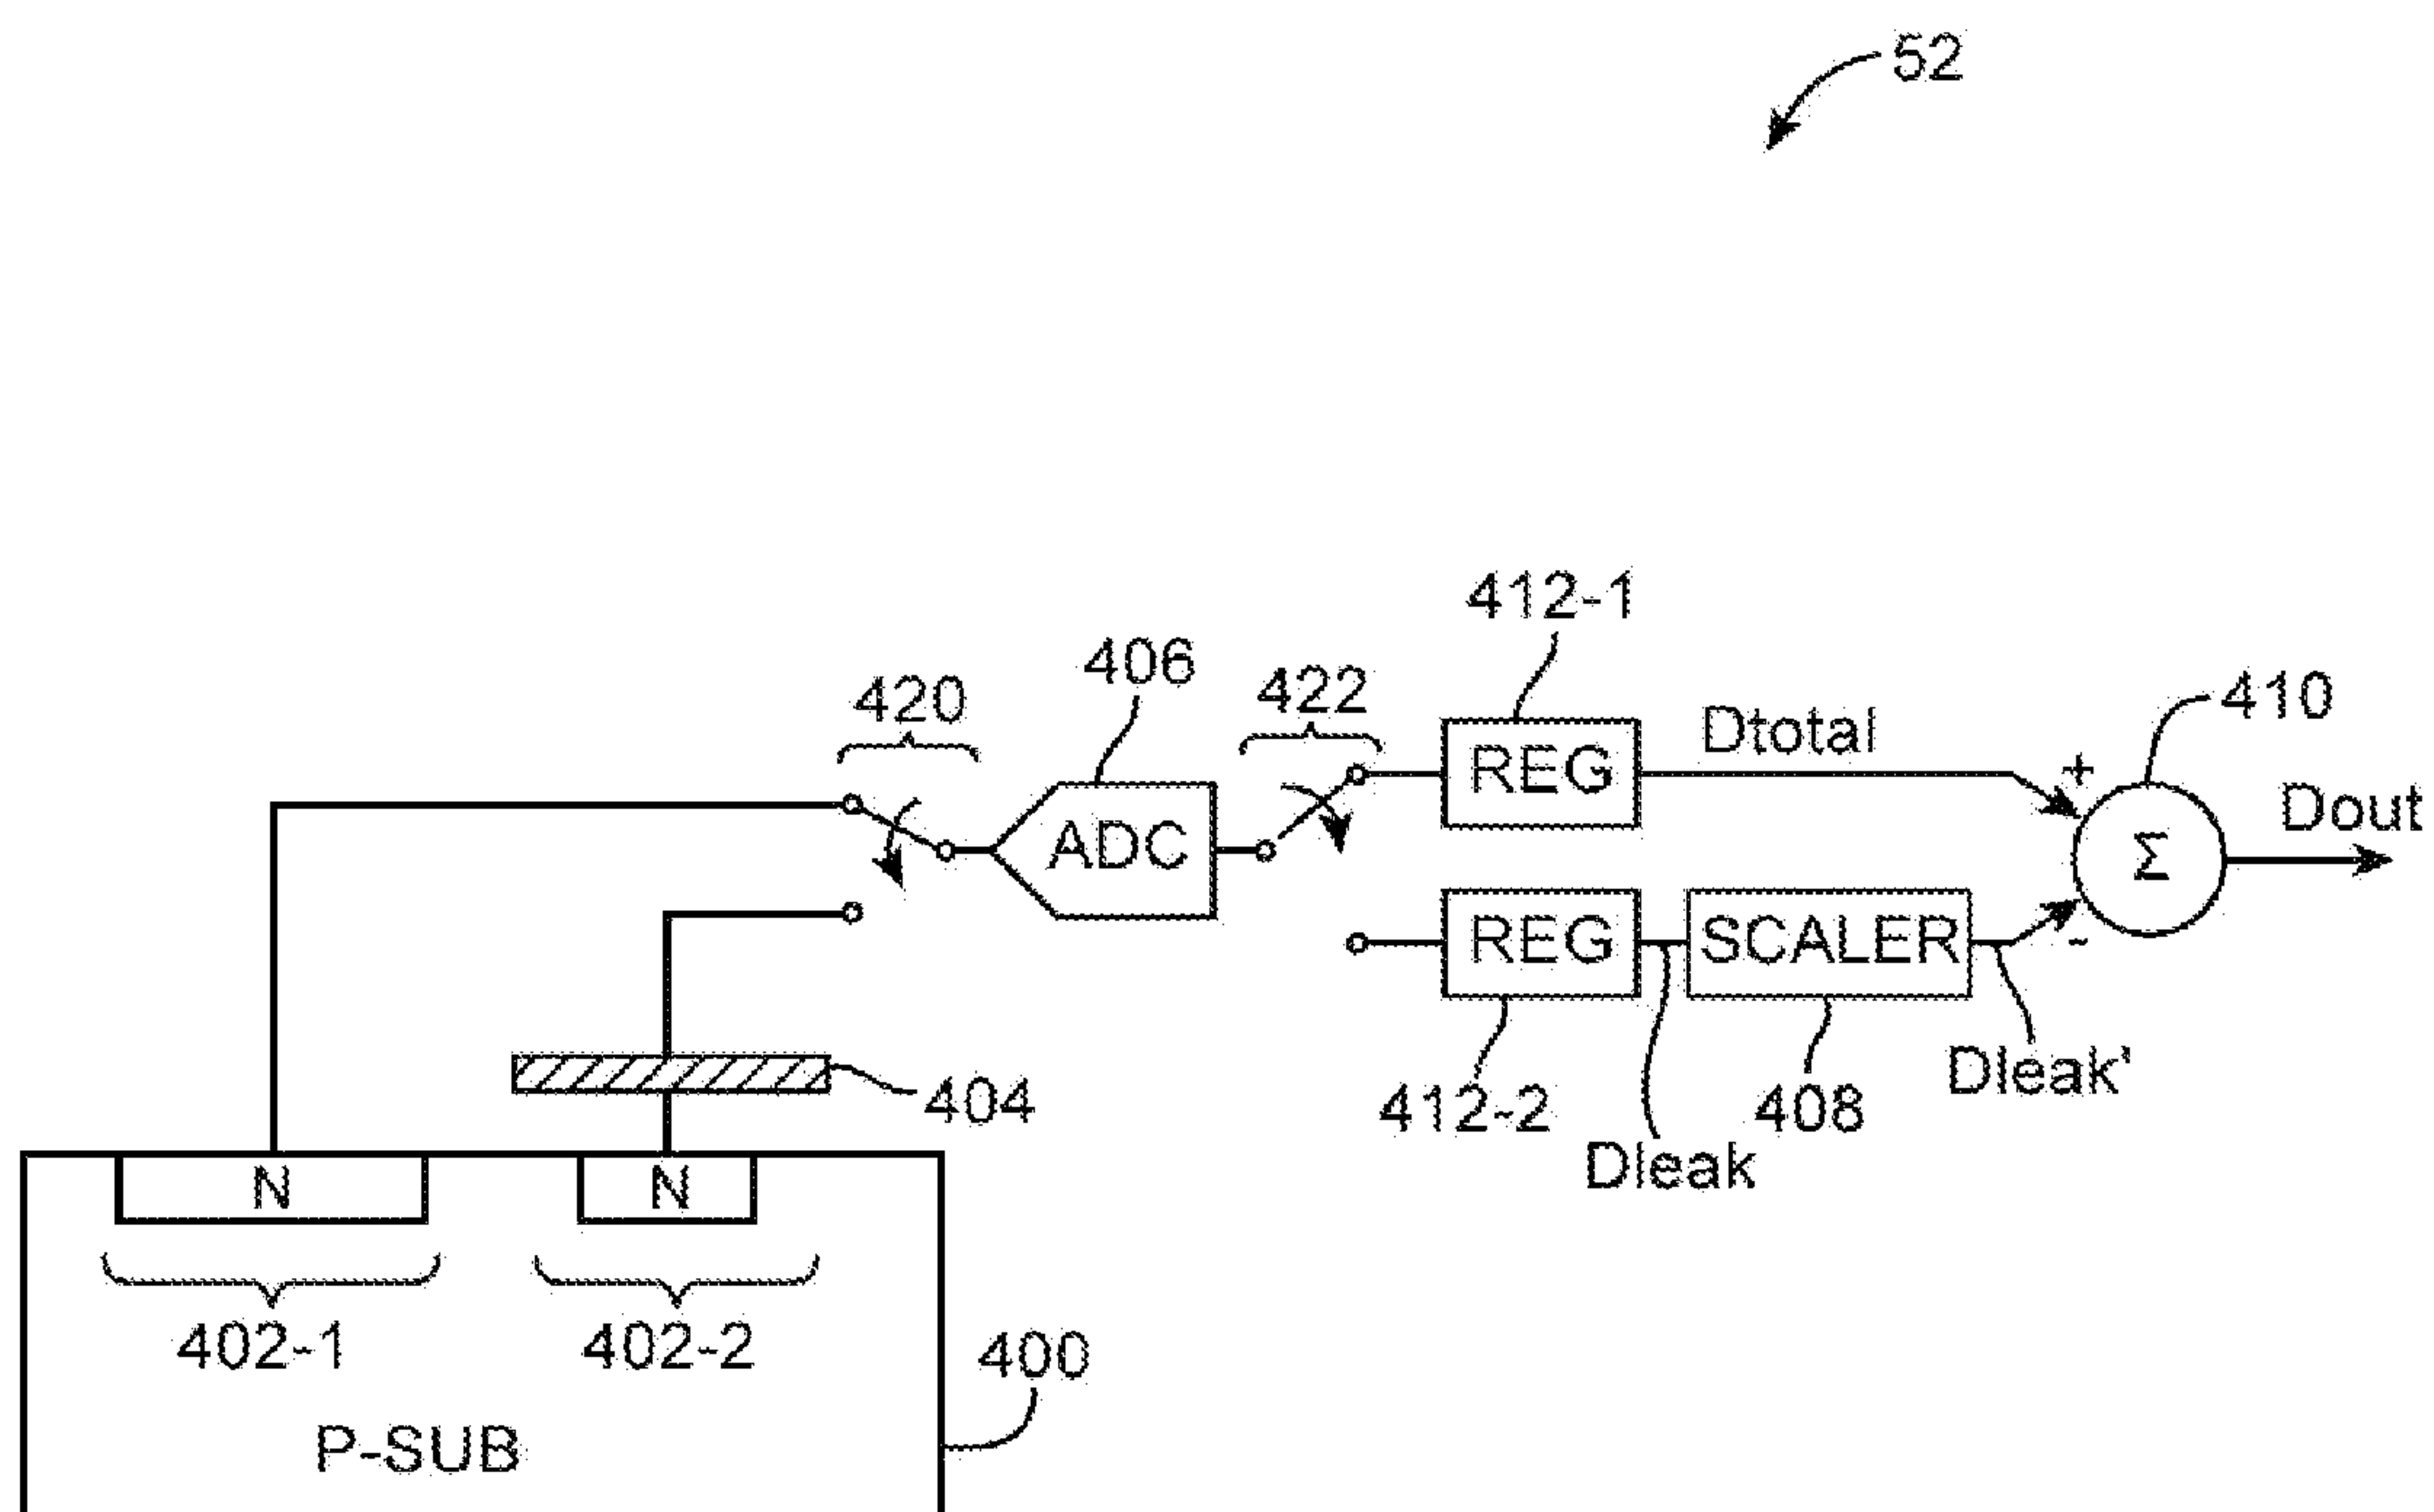 52
412-1
406
422
420
410
REG
Dtotal
+
Dout
ADC
Σ
REG
SCALER
-
404
412-2
408
Dleak'
Dleak
N
N
402-1
402-2
400
P-SUB